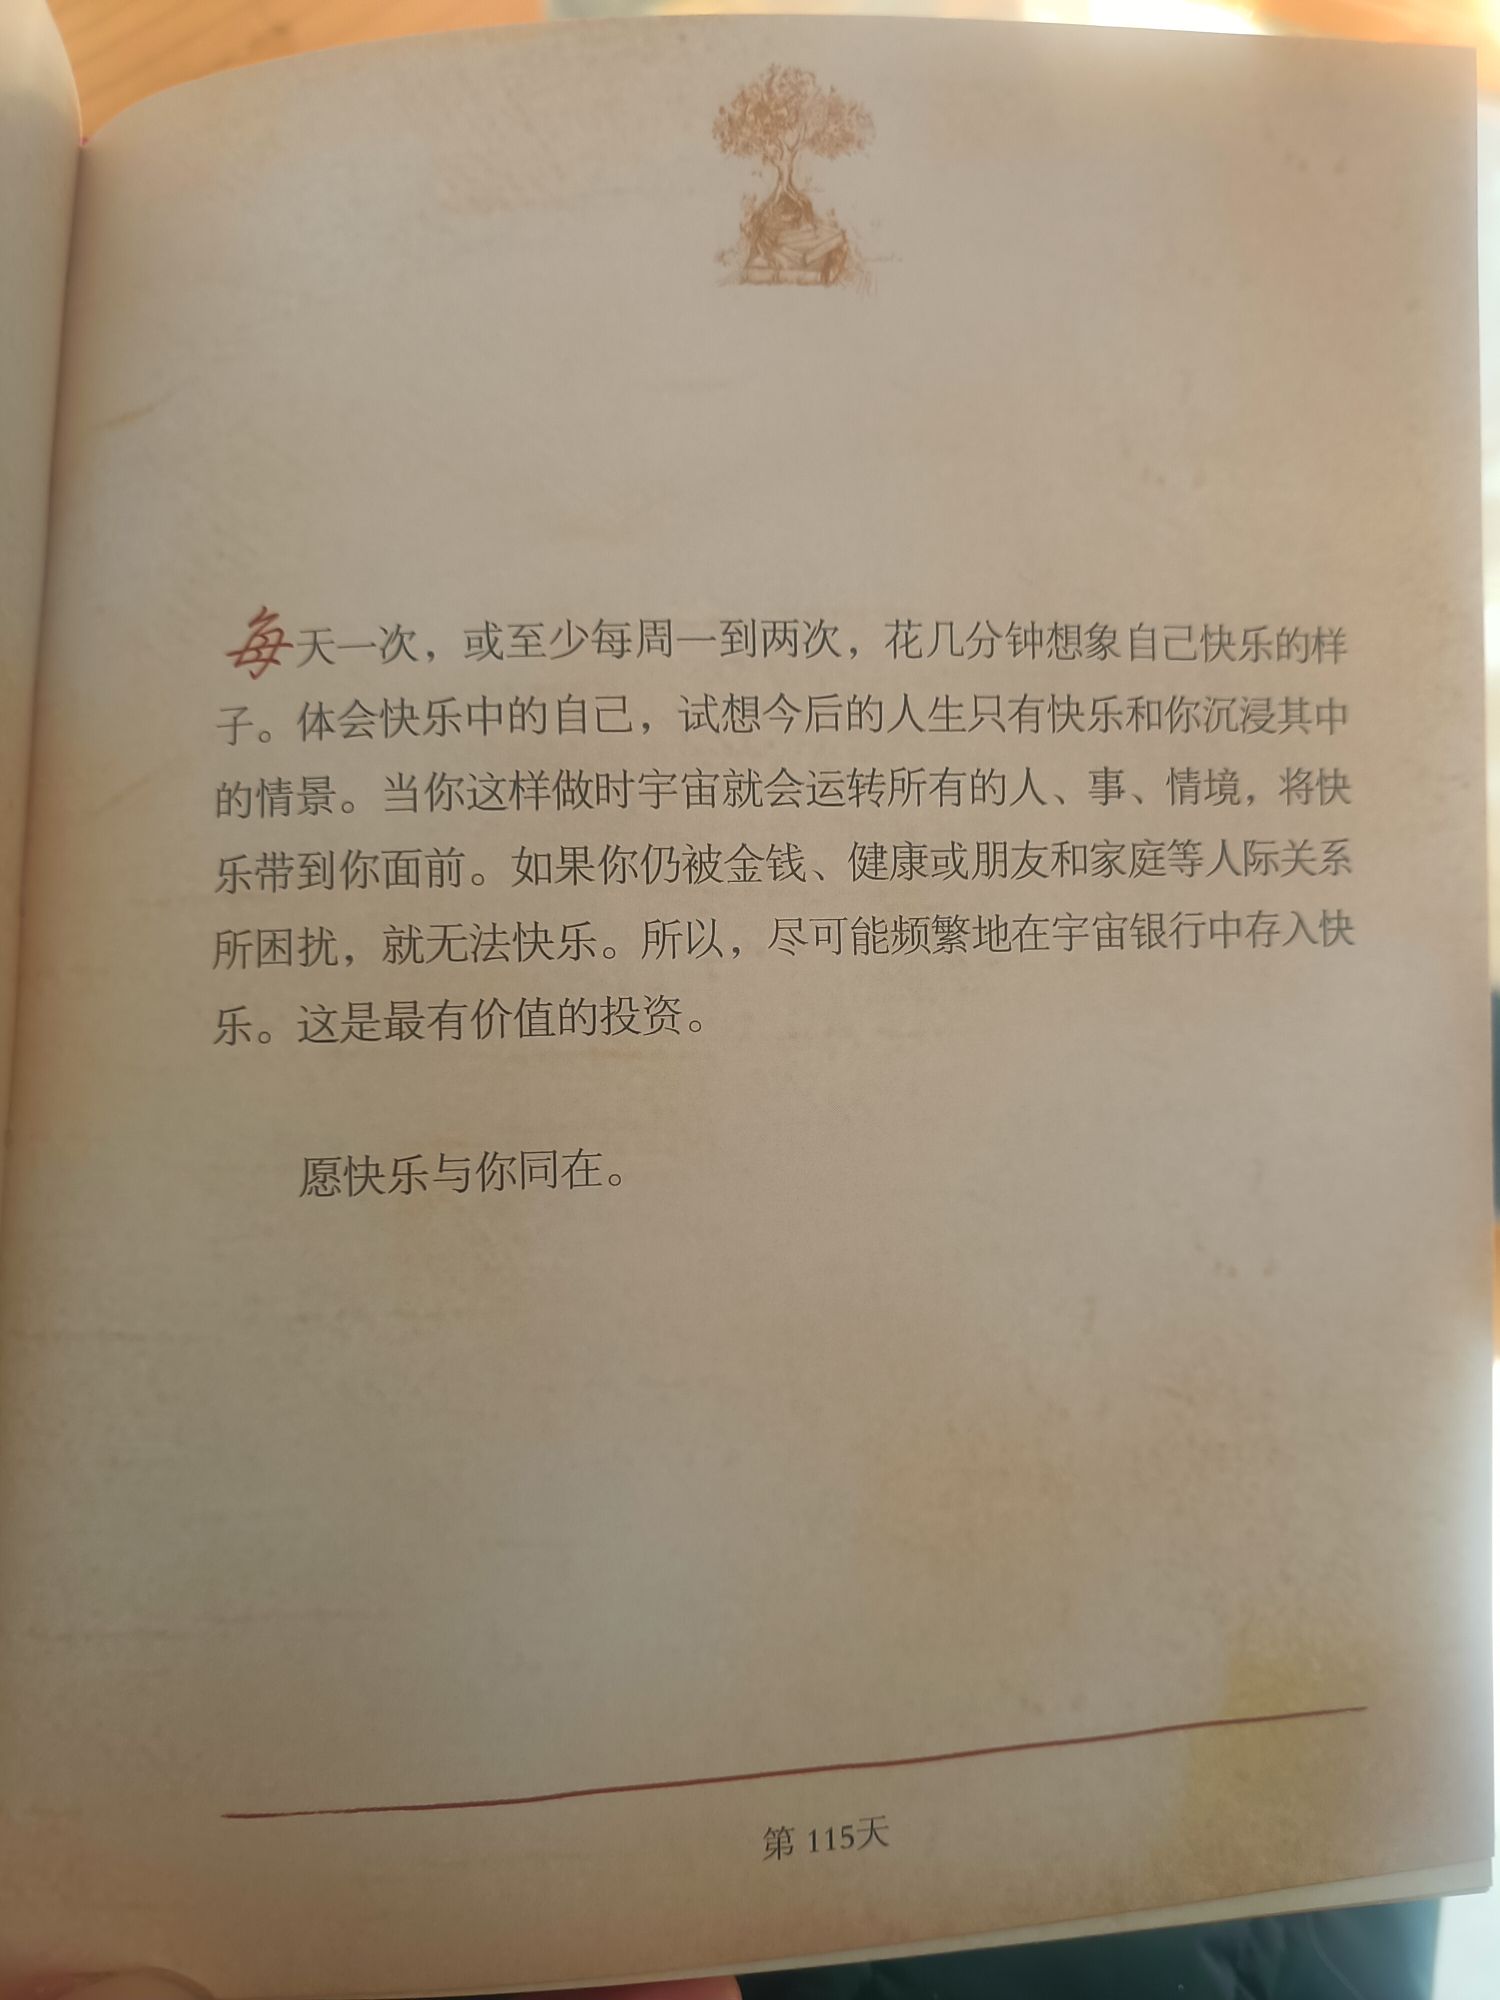 每天一次，或至少每周一到两次，花几分钟想象自己快乐的样
子。体会快乐中的自己，试想今后的人生只有快乐和你沉浸其中
的情景。当你这样做时宇宙就会运转所有的人、事、情境，将快
乐带到你面前。如果你仍被金钱、健康或朋友和家庭等人际关系
所困扰，就无法快乐。所以，尽可能频繁地在宇宙银行中存入快
乐。这是最有价值的投资。
愿快乐与你同在。
第 115天